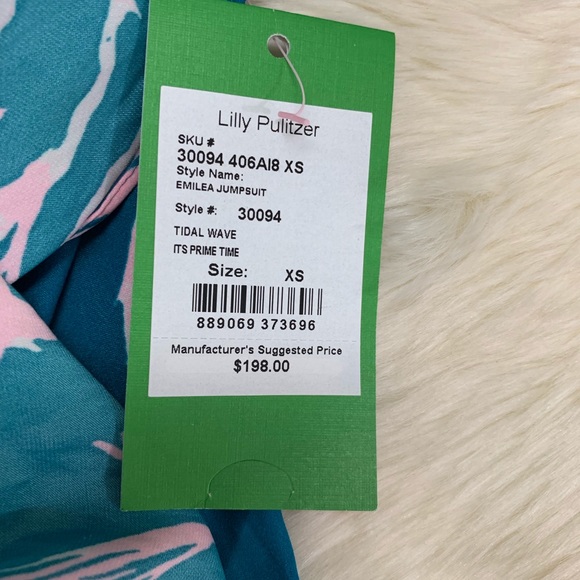 Lilly Pulitzer
SKU #
30094 406AI8 XS
Style Name:
EMILEA JUMPSUIT
Style #: 30094
TIDAL WAVE
ITS PRIME TIME
Size: XS
889069 373696
Manufacturer's Suggested Price
$198.00